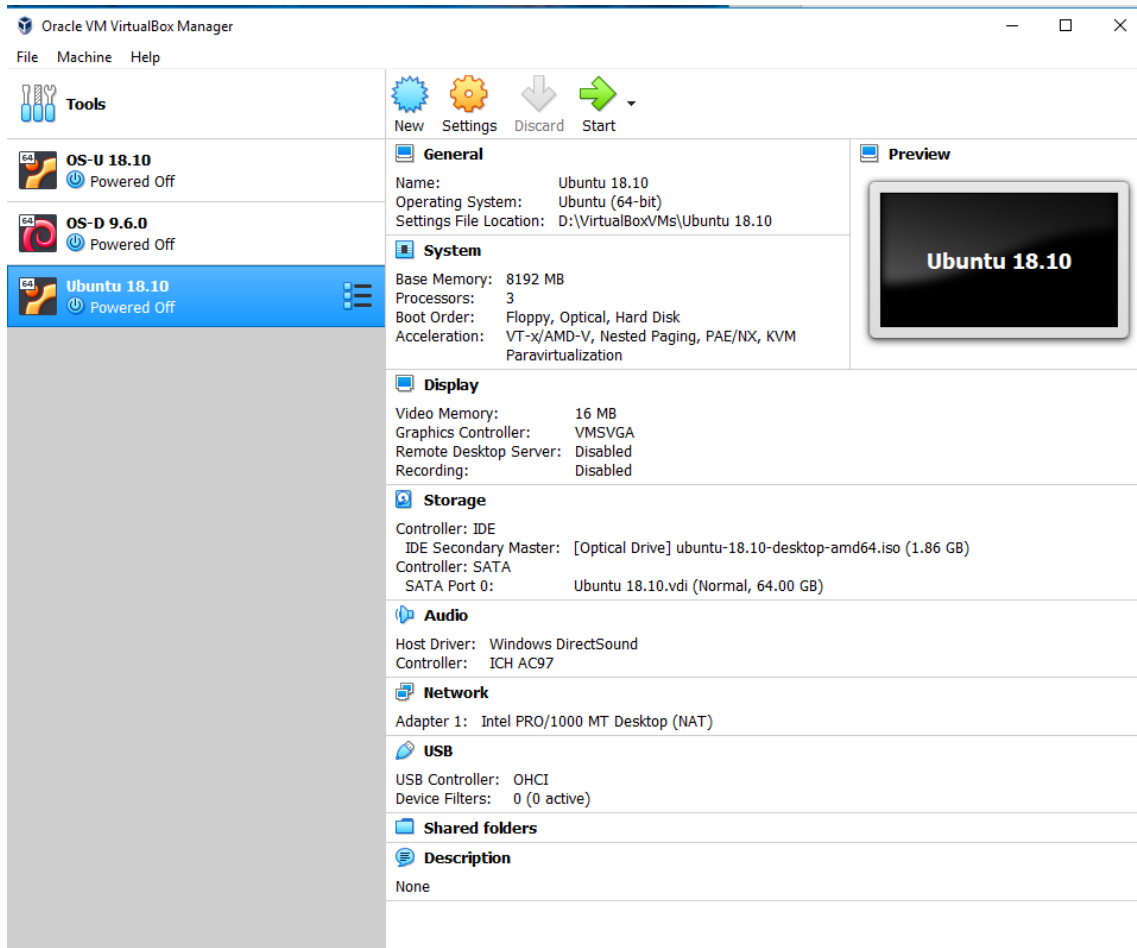 Oracle VM VirtualBox Manager
File Machine Help
Tools
New Settings Discard Start
64
OS-U 18.10
Powered Off
64
OS-D 9.6.0
Powered Off
64
Ubuntu 18.10
Powered Off
General
Name: Ubuntu 18.10
Operating System: Ubuntu (64-bit)
Settings File Location: D:\VirtualBoxVMs\Ubuntu 18.10
Preview
Ubuntu 18.10
System
Base Memory: 8192 MB
Processors: 3
Boot Order: Floppy, Optical, Hard Disk
Acceleration: VT-x/AMD-V, Nested Paging, PAE/NX, KVM
Paravirtualization
Display
Video Memory: 16 MB
Graphics Controller: VMSVGA
Remote Desktop Server: Disabled
Recording: Disabled
Storage
Controller: IDE
IDE Secondary Master: [Optical Drive] ubuntu-18.10-desktop-amd64.iso (1.86 GB)
Controller: SATA
SATA Port 0: Ubuntu 18.10.vdi (Normal, 64.00 GB)
Audio
Host Driver: Windows DirectSound
Controller: ICH AC97
Network
Adapter 1: Intel PRO/1000 MT Desktop (NAT)
USB
USB Controller: OHCI
Device Filters: 0 (0 active)
Shared folders
Description
None